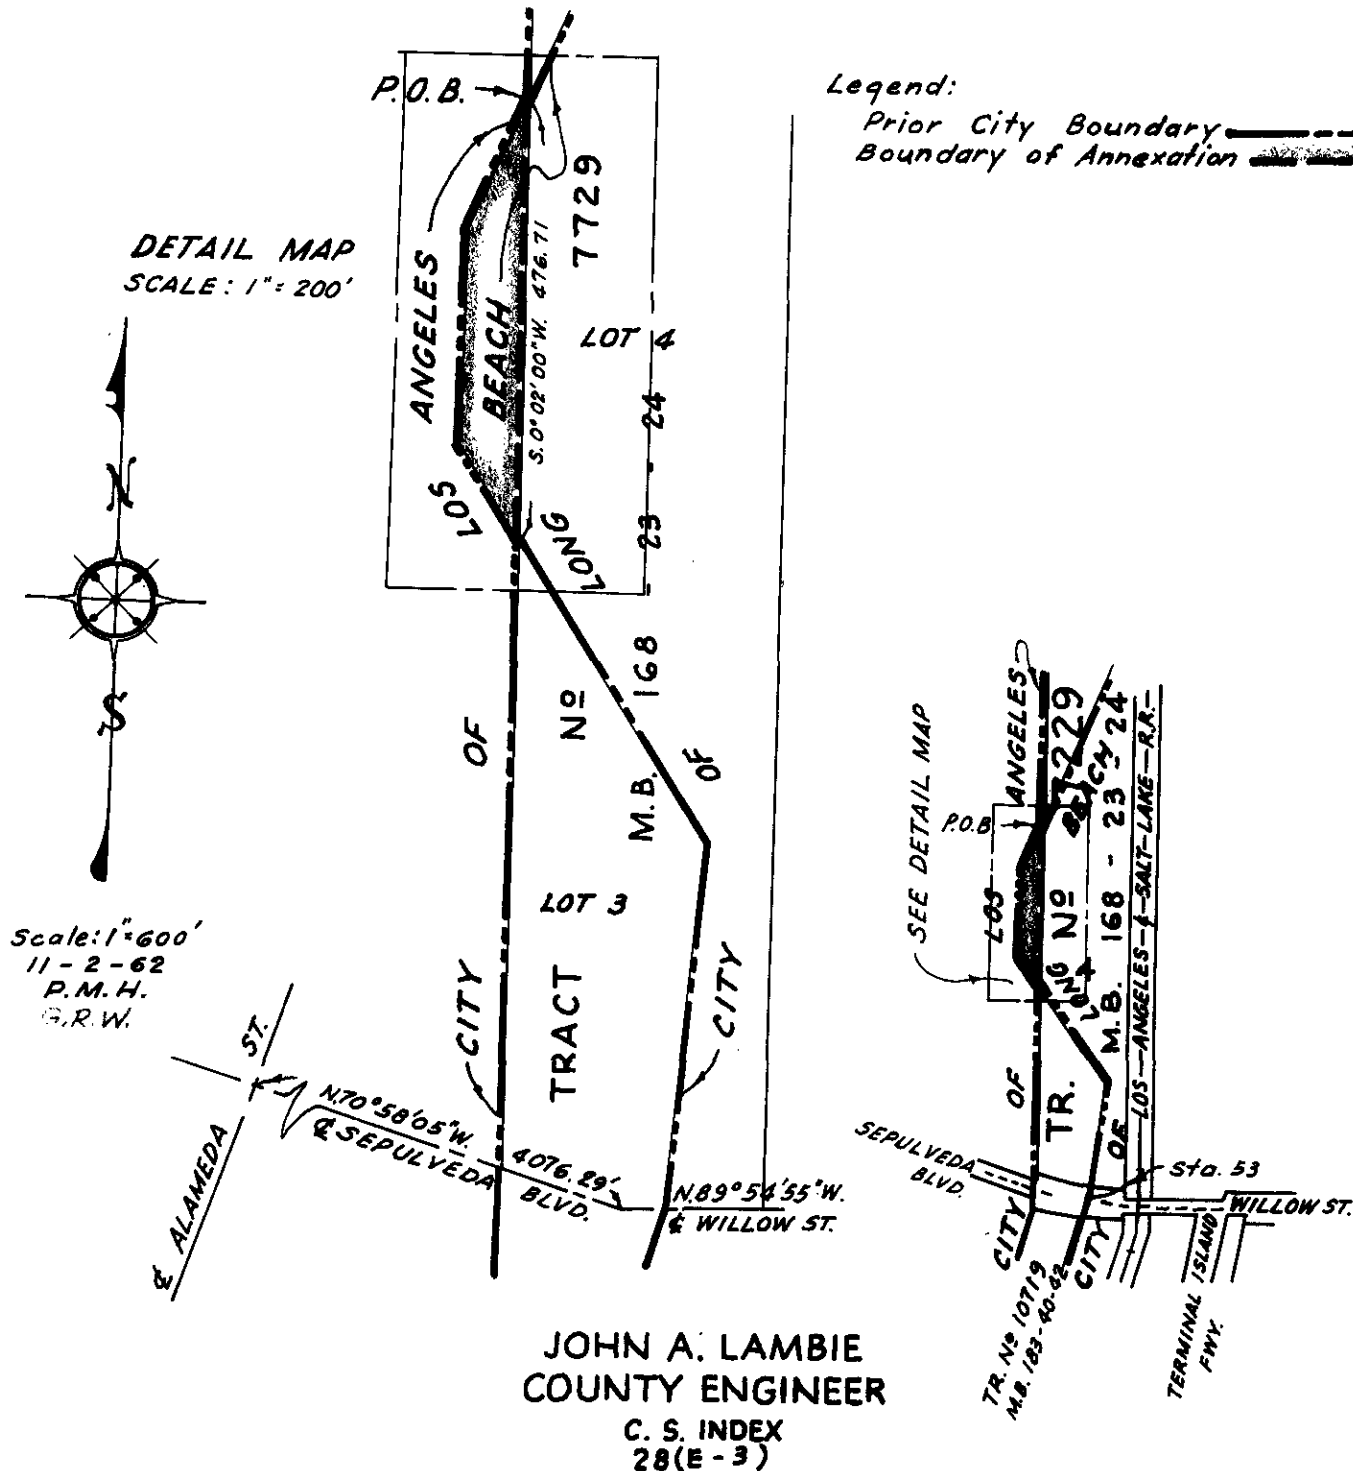 Legend:
Prior City Boundary
Boundary of Annexation
P.O.B.
DETAIL MAP
SCALE: 1"=200'
LOS ANGELES
LONG BEACH
S. 0° 02' 00" W. 476.71
7729
LOT 4
M.B. 168 - 23 - 24
N
S
Scale: 1"=600'
11-2-62
P.M.H.
G.R.W.
CITY OF
CITY OF
TRACT Nº
LOT 3
ST.
℄ ALAMEDA
N.70°58'05"W.
4076.29'
℄ SEPULVEDA
BLVD.
N.89°54'55"W.
℄ WILLOW ST.
SEE DETAIL MAP
P.O.B.
CITY OF LOS ANGELES
CITY OF LONG BEACH
TR. Nº 7729
M.B. 168 - 23 - 24
LOS—ANGELES—&—SALT—LAKE—R.R.
SEPULVEDA
BLVD.
Sta. 53
WILLOW ST.
TR. Nº 10719
M.B. 183-40-42
TERMINAL ISLAND
FWY.
JOHN A. LAMBIE
COUNTY ENGINEER
C. S. INDEX
28(E-3)